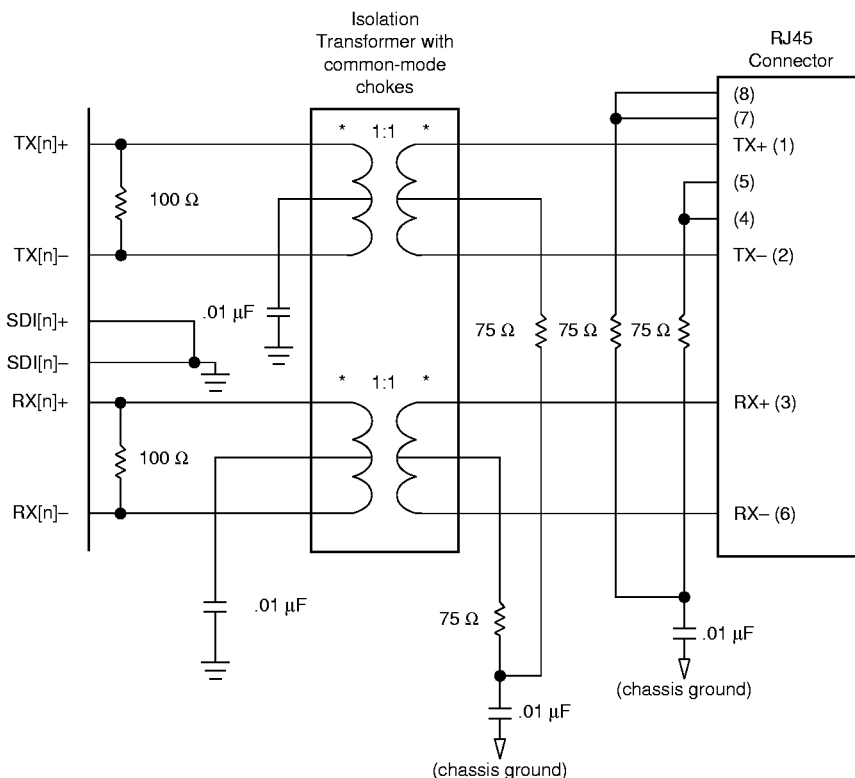 Isolation
Transformer with
common-mode
chokes
RJ45
Connector
(8)
(7)
TX[n]+
* 1:1 *
TX+ (1)
(5)
100 Ω
(4)
TX[n]–
TX– (2)
SDI[n]+
.01 µF
75 Ω
75 Ω
75 Ω
SDI[n]–
* 1:1 *
RX[n]+
RX+ (3)
100 Ω
RX[n]–
RX– (6)
.01 µF
75 Ω
.01 µF
(chassis ground)
.01 µF
(chassis ground)